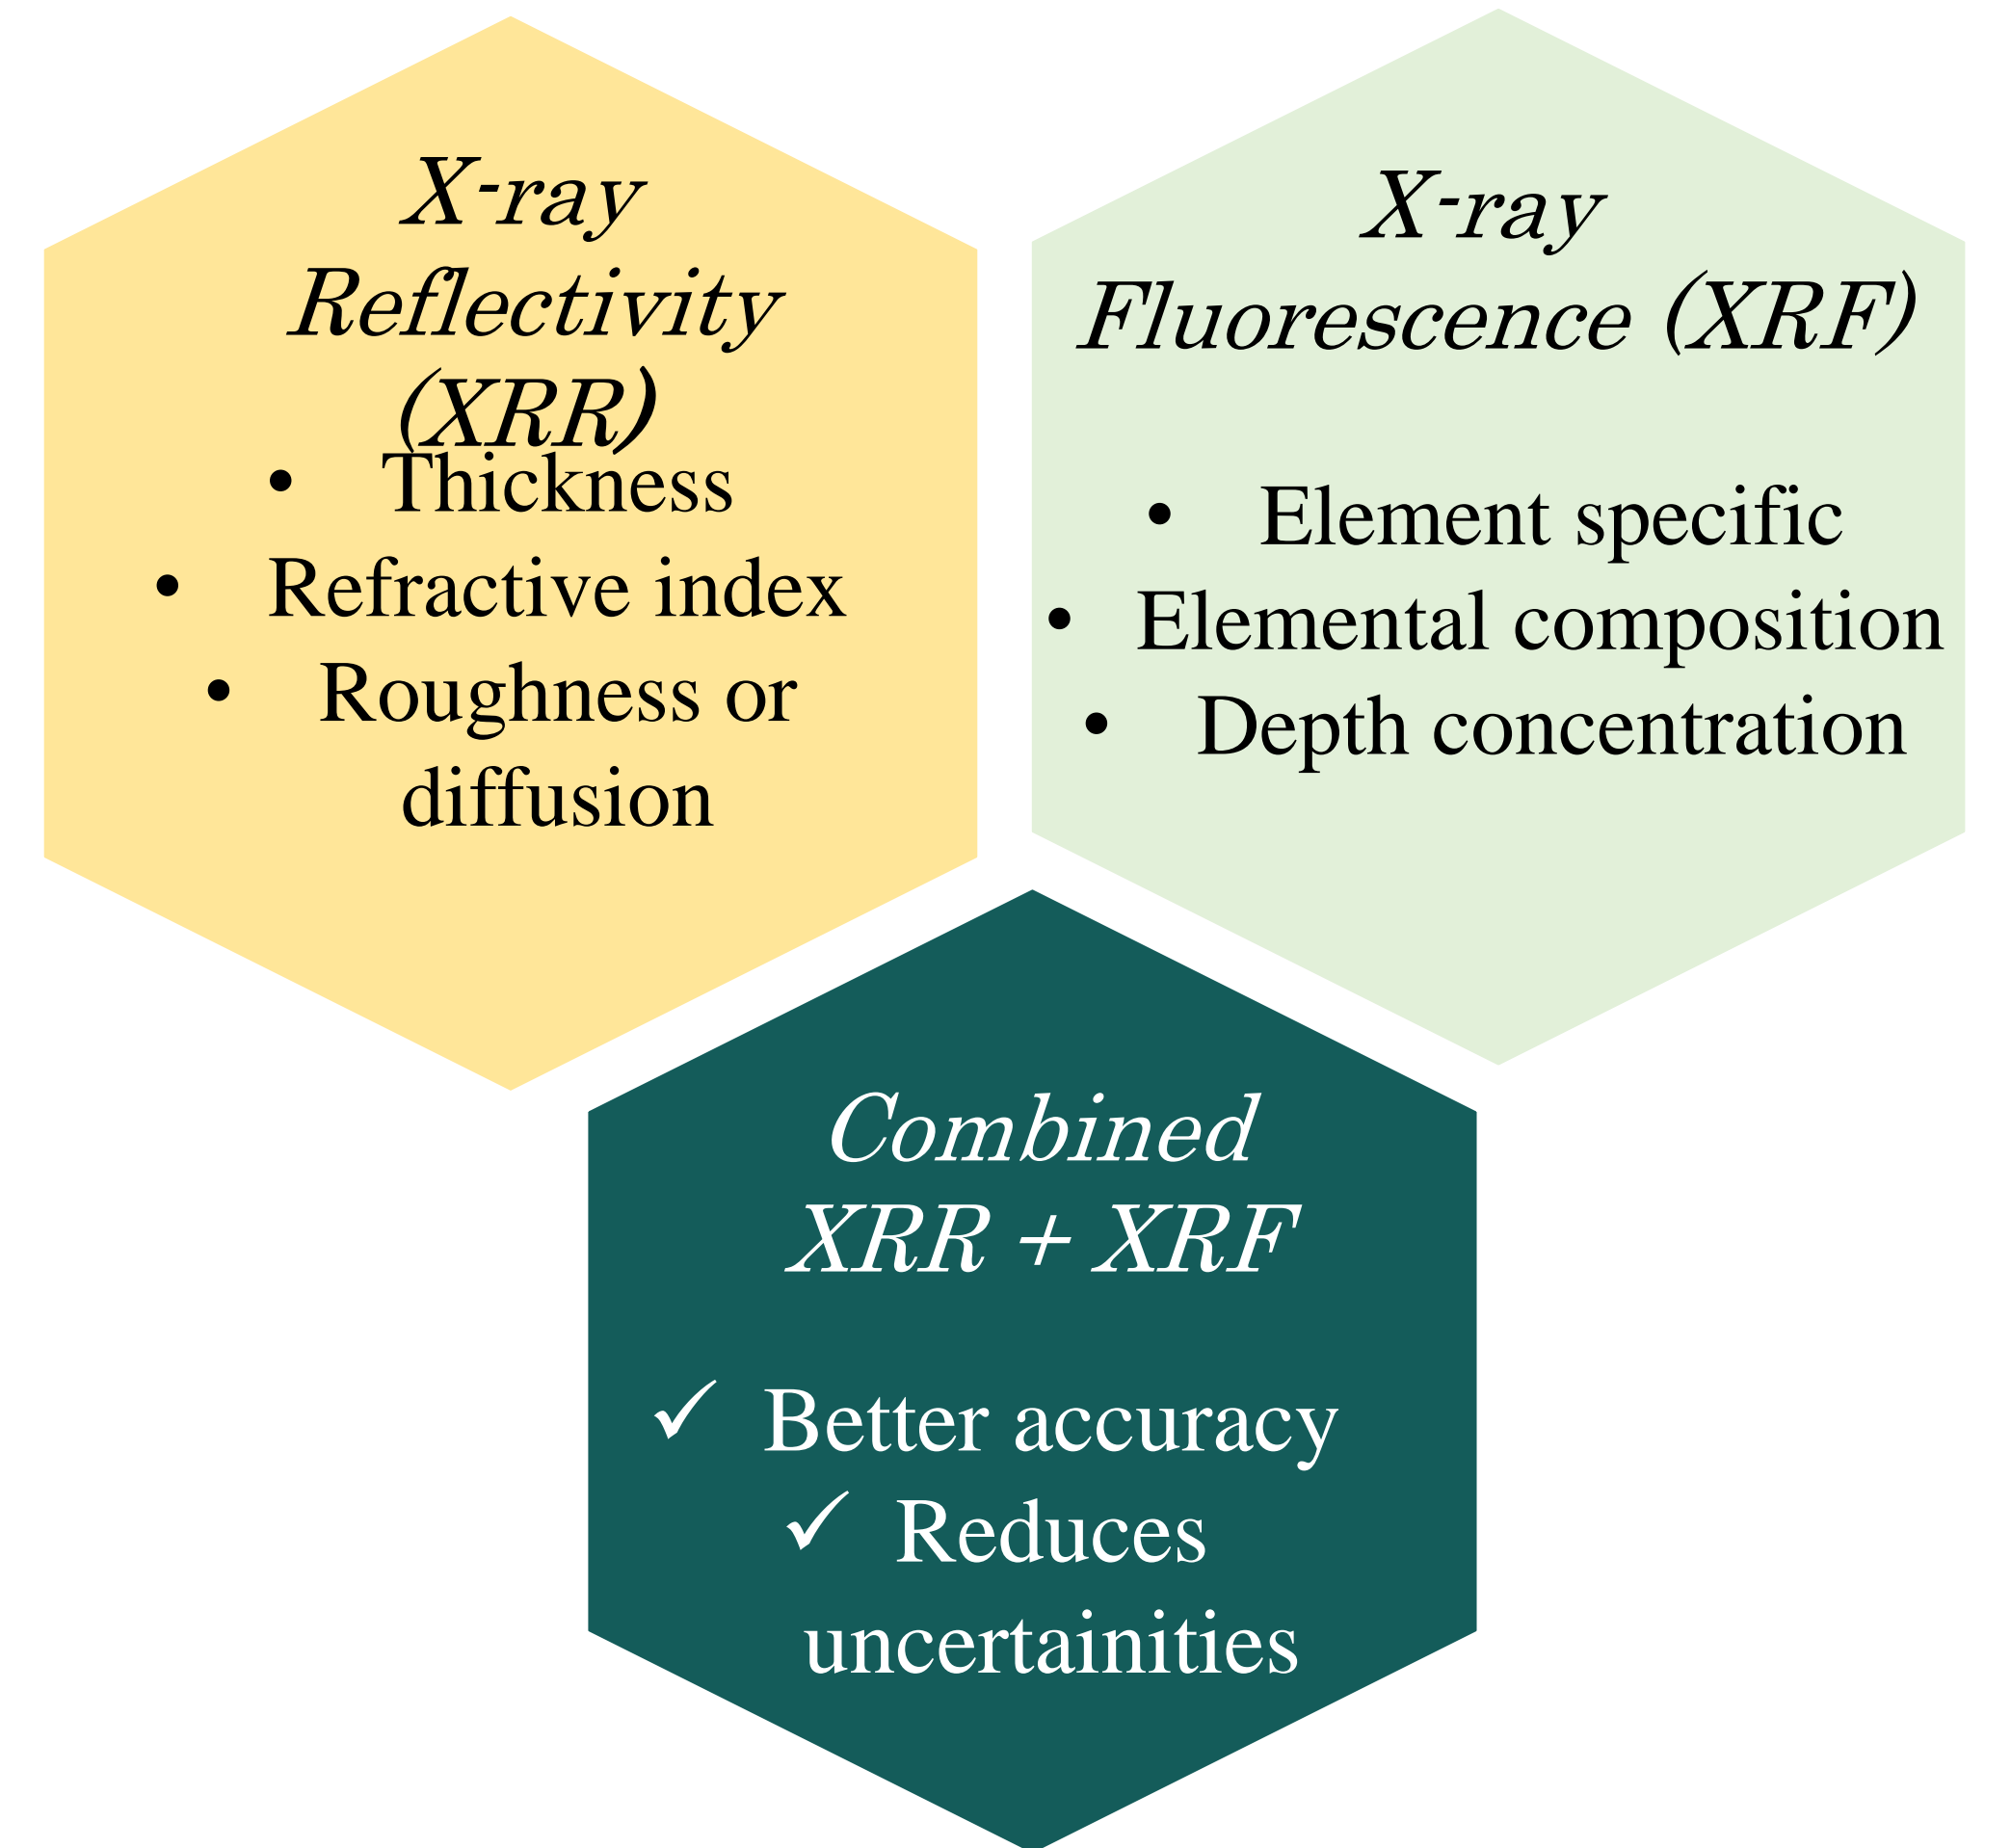 X-ray
Reflectivity
(XRR)
• Thickness
• Refractive index
• Roughness or
diffusion
X-ray
Fluorescence (XRF)
• Element specific
• Elemental composition
• Depth concentration
Combined
XRR + XRF
✓ Better accuracy
✓ Reduces
uncertainities